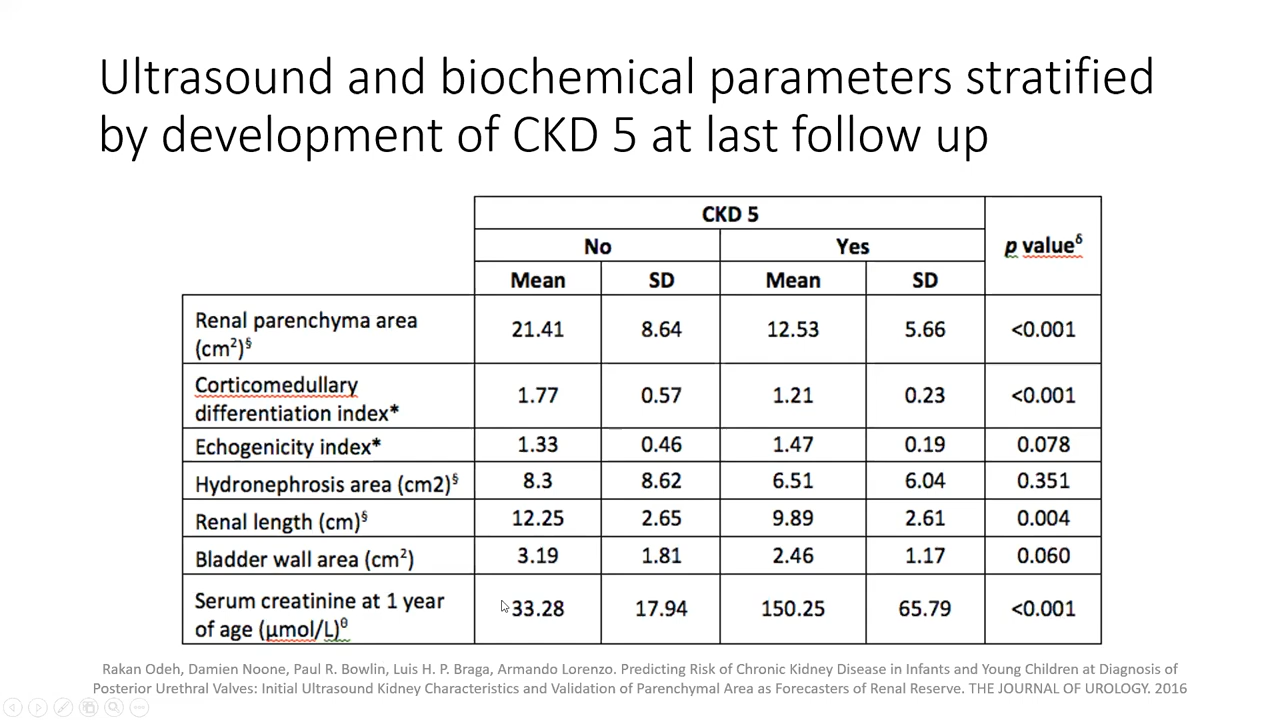 Ultrasound and biochemical parameters stratified
by development of CKD 5 at last follow up
CKD 5
No Yes p valueᵟ
Mean SD Mean SD
Renal parenchyma area
(cm²)§ 21.41 8.64 12.53 5.66 <0.001
Corticomedullary
differentiation index* 1.77 0.57 1.21 0.23 <0.001
Echogenicity index* 1.33 0.46 1.47 0.19 0.078
Hydronephrosis area (cm2)§ 8.3 8.62 6.51 6.04 0.351
Renal length (cm)§ 12.25 2.65 9.89 2.61 0.004
Bladder wall area (cm²) 3.19 1.81 2.46 1.17 0.060
Serum creatinine at 1 year
of age (µmol/L)ᶿ 33.28 17.94 150.25 65.79 <0.001
Rakan Odeh, Damien Noone, Paul R. Bowlin, Luis H. P. Braga, Armando Lorenzo. Predicting Risk of Chronic Kidney Disease in Infants and Young Children at Diagnosis of
Posterior Urethral Valves: Initial Ultrasound Kidney Characteristics and Validation of Parenchymal Area as Forecasters of Renal Reserve. THE JOURNAL OF UROLOGY. 2016